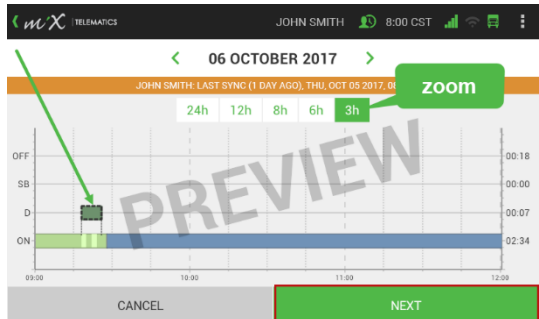 miX TELEMATICS JOHN SMITH 8:00 CST
06 OCTOBER 2017
JOHN SMITH: LAST SYNC (1 DAY AGO), THU, OCT 05 2017, 08
zoom
24h 12h 8h 6h 3h
PREVIEW
OFF 00:18
SB 00:00
D 00:07
ON 02:34
09:00 10:00 11:00 12:00
CANCEL NEXT